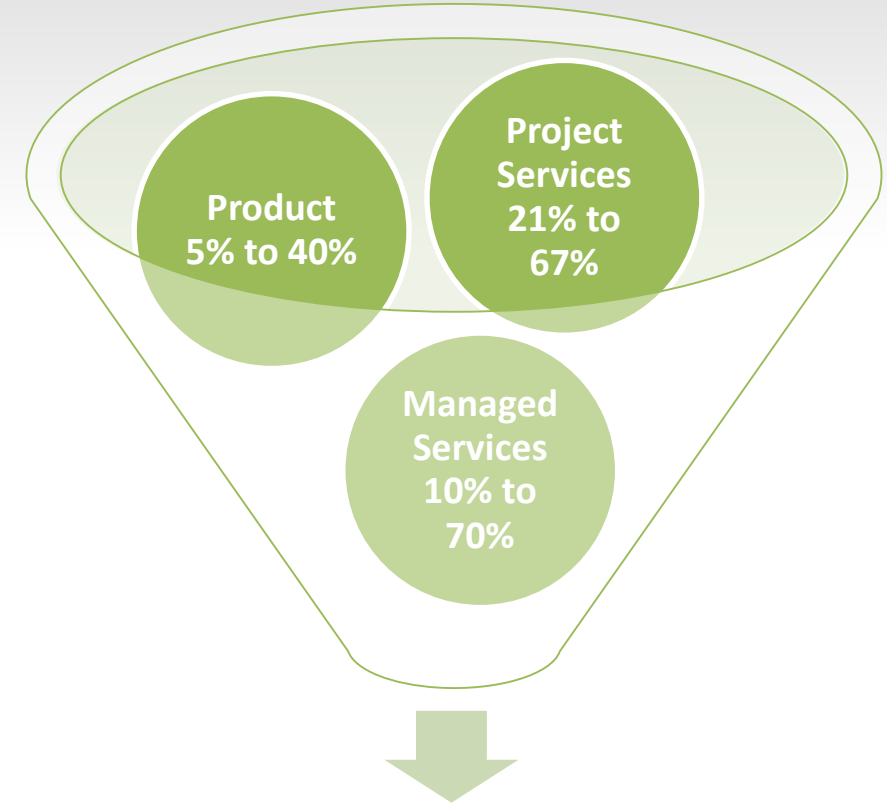 Product
5% to 40%
Project
Services
21% to
67%
Managed
Services
10% to
70%